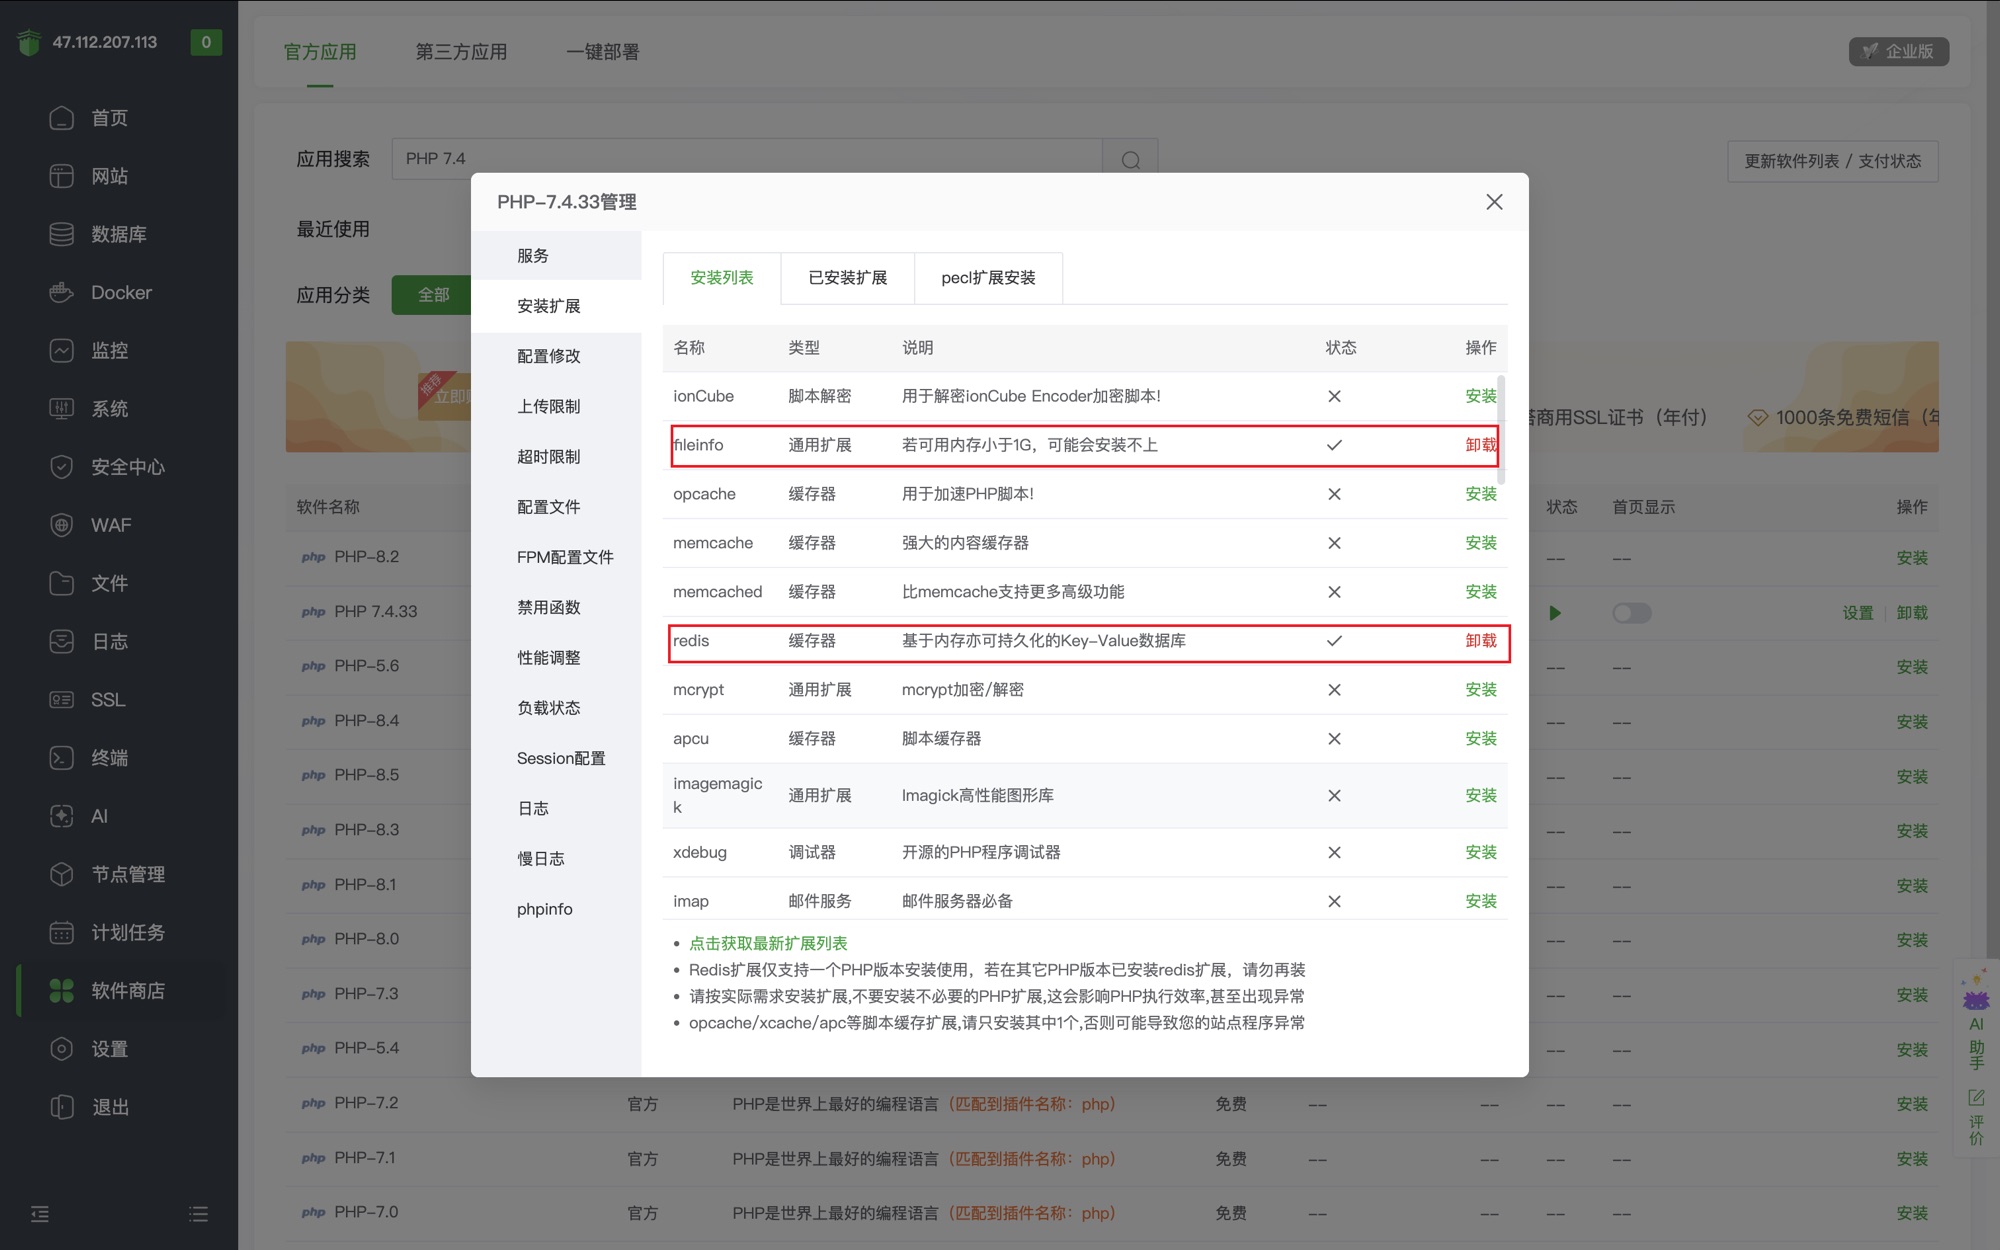 47.112.207.113
0
首页
网站
数据库
Docker
监控
系统
安全中心
WAF
文件
日志
SSL
终端
AI
节点管理
计划任务
软件商店
设置
退出
官方应用 第三方应用 一键部署
企业版
应用搜索 PHP 7.4
更新软件列表 / 支付状态
最近使用
应用分类 全部
推荐
立即
商用SSL证书（年付） 1000条免费短信（年
软件名称 状态 首页显示 操作
php PHP-8.2 -- -- 安装
php PHP 7.4.33 设置 | 卸载
php PHP-5.6 -- -- 安装
php PHP-8.4 -- -- 安装
php PHP-8.5 -- -- 安装
php PHP-8.3 -- -- 安装
php PHP-8.1 -- -- 安装
php PHP-8.0 -- -- 安装
php PHP-7.3 -- -- 安装
php PHP-5.4 -- -- 安装
php PHP-7.2 官方 PHP是世界上最好的编程语言（匹配到插件名称：php） 免费 -- -- -- -- 安装
php PHP-7.1 官方 PHP是世界上最好的编程语言（匹配到插件名称：php） 免费 -- -- -- -- 安装
php PHP-7.0 官方 PHP是世界上最好的编程语言（匹配到插件名称：php） 免费 -- -- -- -- 安装
PHP-7.4.33管理
服务
安装扩展
配置修改
上传限制
超时限制
配置文件
FPM配置文件
禁用函数
性能调整
负载状态
Session配置
日志
慢日志
phpinfo
安装列表 已安装扩展 pecl扩展安装
名称 类型 说明 状态 操作
ionCube 脚本解密 用于解密ionCube Encoder加密脚本! 安装
fileinfo 通用扩展 若可用内存小于1G，可能会安装不上 卸载
opcache 缓存器 用于加速PHP脚本! 安装
memcache 缓存器 强大的内容缓存器 安装
memcached 缓存器 比memcache支持更多高级功能 安装
redis 缓存器 基于内存亦可持久化的Key-Value数据库 卸载
mcrypt 通用扩展 mcrypt加密/解密 安装
apcu 缓存器 脚本缓存器 安装
imagemagick 通用扩展 Imagick高性能图形库 安装
xdebug 调试器 开源的PHP程序调试器 安装
imap 邮件服务 邮件服务器必备 安装
• 点击获取最新扩展列表
• Redis扩展仅支持一个PHP版本安装使用，若在其它PHP版本已安装redis扩展，请勿再装
• 请按实际需求安装扩展,不要安装不必要的PHP扩展,这会影响PHP执行效率,甚至出现异常
• opcache/xcache/apc等脚本缓存扩展,请只安装其中1个,否则可能导致您的站点程序异常
AI
助
手
评
价